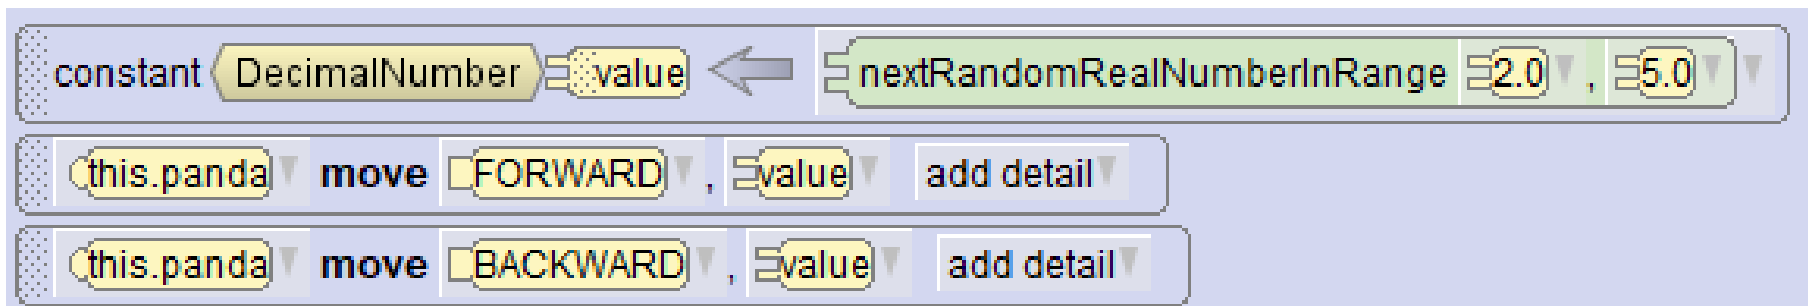 constant DecimalNumber value nextRandomRealNumberInRange 2.0 , 5.0
this.panda move FORWARD , value add detail
this.panda move BACKWARD , value add detail